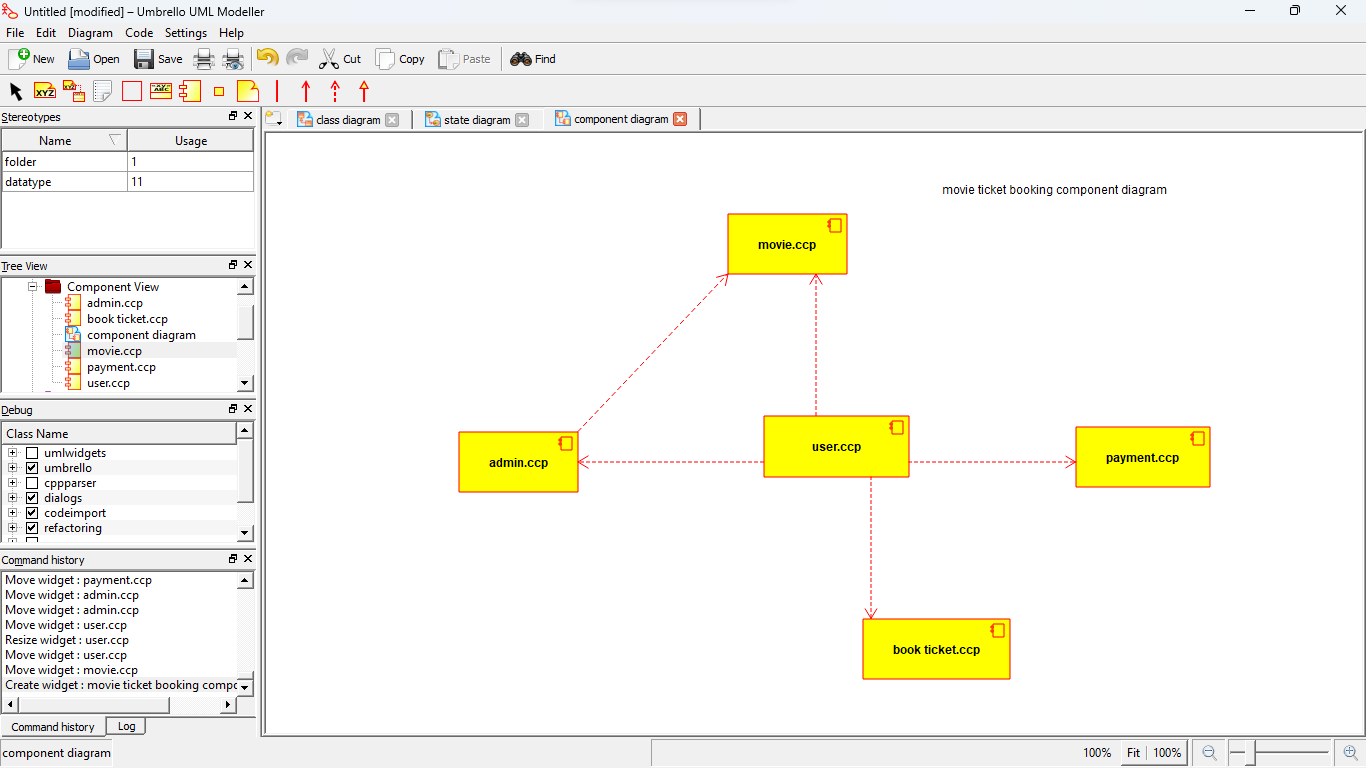 Untitled [modified] – Umbrello UML Modeller
File Edit Diagram Code Settings Help
New Open Save Cut Copy Paste Find
XYZ XYZ XY ABC
Stereotypes
Name Usage
folder 1
datatype 11
Tree View
Component View
admin.ccp
book ticket.ccp
component diagram
movie.ccp
payment.ccp
user.ccp
Debug
Class Name
umlwidgets
umbrello
cppparser
dialogs
codeimport
refactoring
Command history
Move widget : payment.ccp
Move widget : admin.ccp
Move widget : admin.ccp
Move widget : user.ccp
Resize widget : user.ccp
Move widget : user.ccp
Move widget : movie.ccp
Create widget : movie ticket booking compo
Command history Log
class diagram state diagram component diagram
movie ticket booking component diagram
movie.ccp
admin.ccp
user.ccp
payment.ccp
book ticket.ccp
component diagram
100% Fit 100%